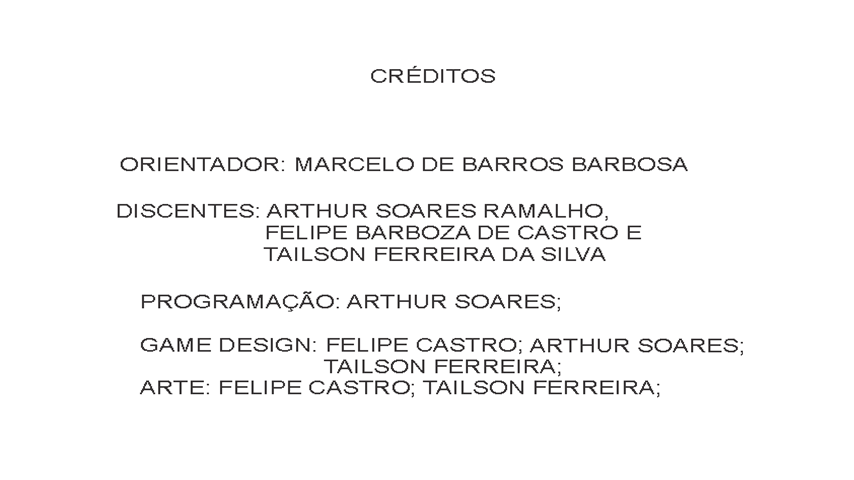 CRÉDITOS
ORIENTADOR: MARCELO DE BARROS BARBOSA
DISCENTES: ARTHUR SOARES RAMALHO,
FELIPE BARBOZA DE CASTRO E
TAILSON FERREIRA DA SILVA
PROGRAMAÇÃO: ARTHUR SOARES;
GAME DESIGN: FELIPE CASTRO; ARTHUR SOARES;
TAILSON FERREIRA;
ARTE: FELIPE CASTRO; TAILSON FERREIRA;